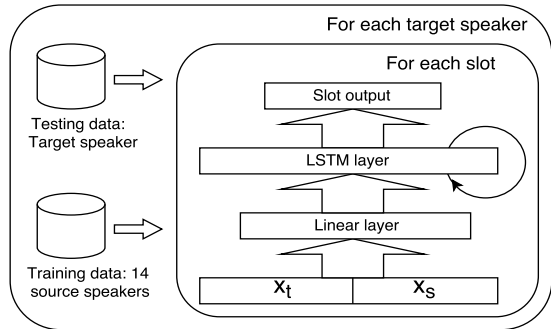 For each target speaker
For each slot
Slot output
Testing data:
Target speaker
LSTM layer
Linear layer
Training data: 14
source speakers
xt
xs